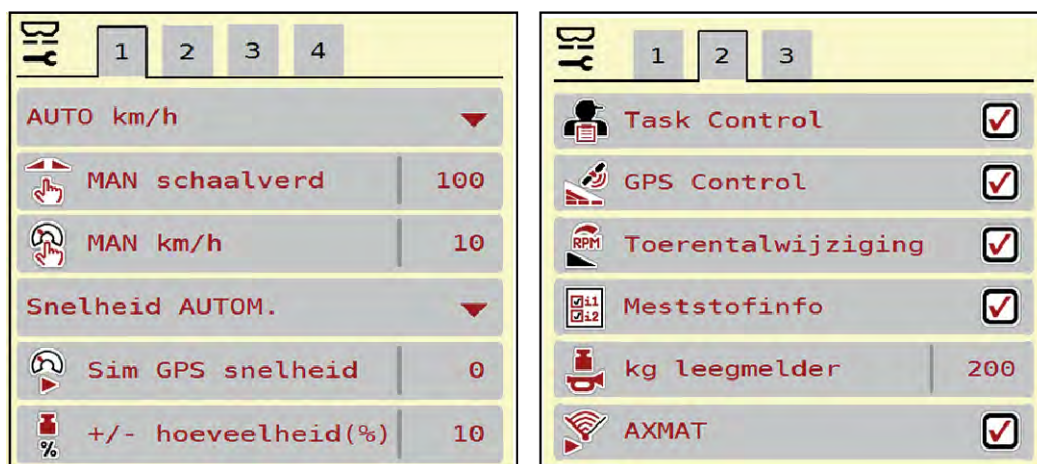 1 2 3 4
AUTO km/h
MAN schaalverd 100
MAN km/h 10
Snelheid AUTOM.
Sim GPS snelheid 0
% +/- hoeveelheid(%) 10
1 2 3
Task Control
GPS Control
RPM Toerentalwijziging
i1
i2
Meststofinfo
kg leegmelder 200
AXMAT